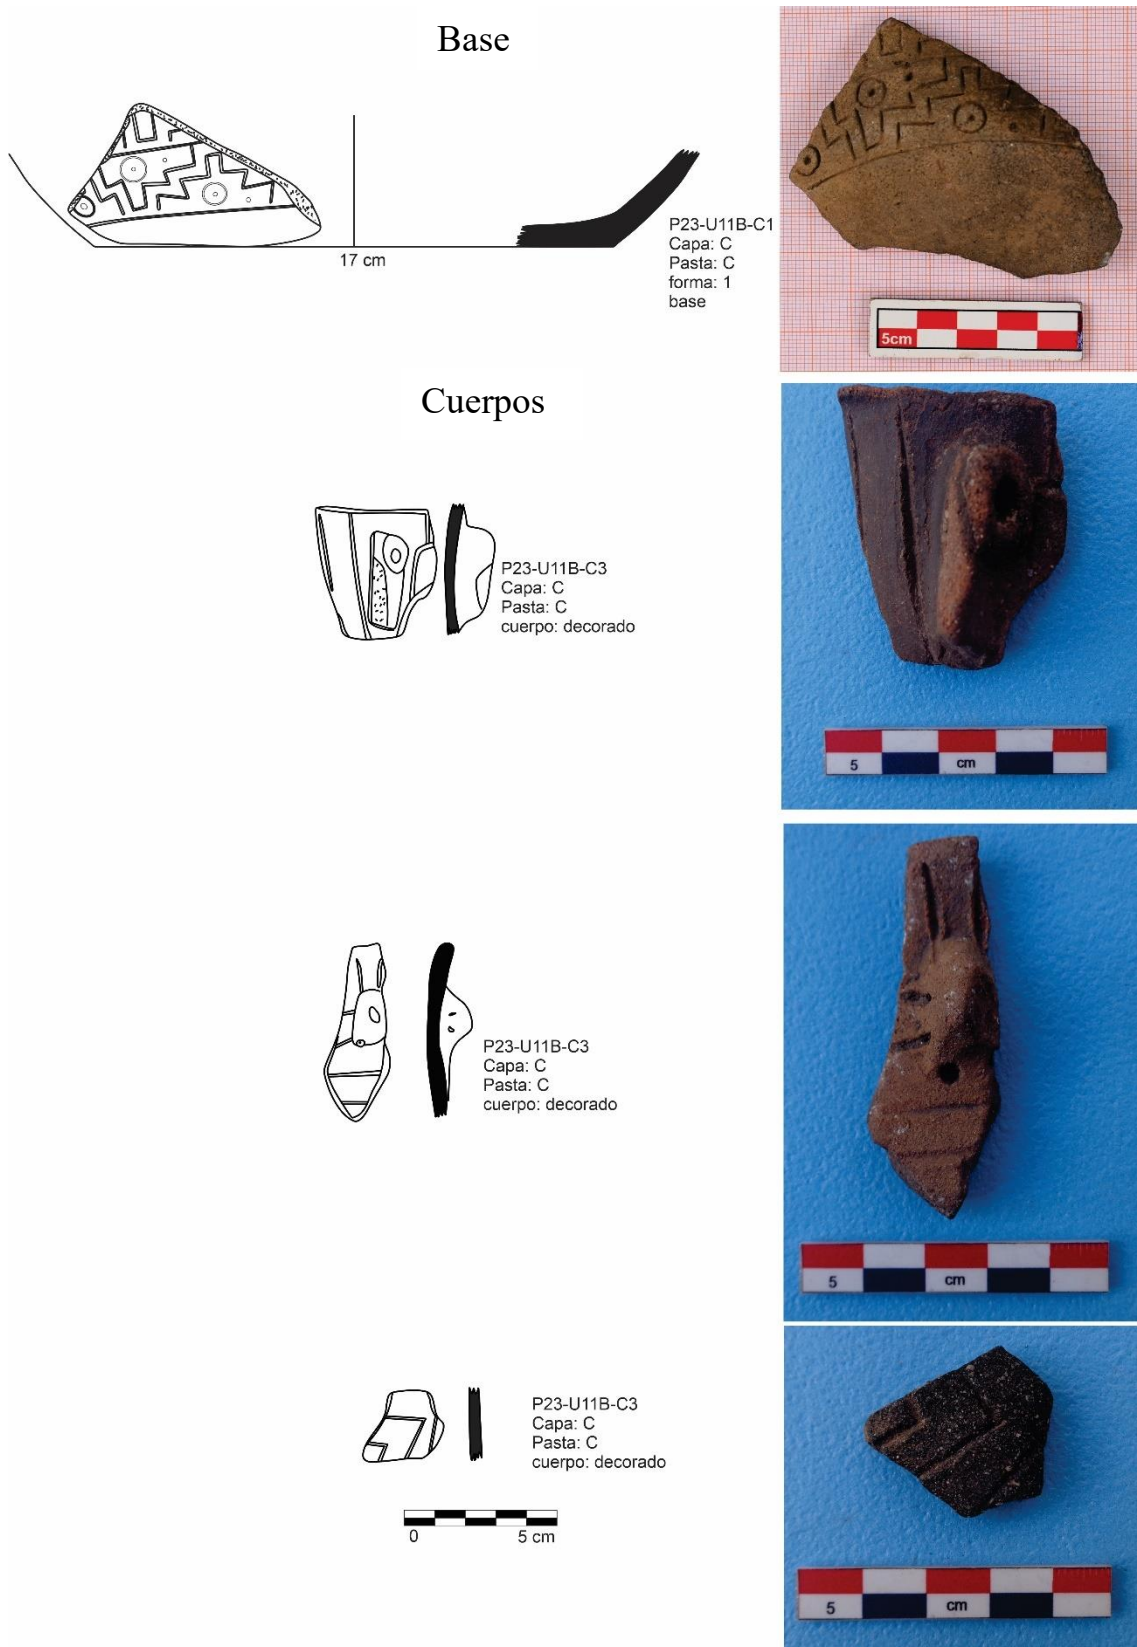 Base
17 cm
P23-U11B-C1
Capa: C
Pasta: C
forma: 1
base
5cm
Cuerpos
P23-U11B-C3
Capa: C
Pasta: C
cuerpo: decorado
5 cm
P23-U11B-C3
Capa: C
Pasta: C
cuerpo: decorado
5 cm
P23-U11B-C3
Capa: C
Pasta: C
cuerpo: decorado
0 5 cm
5 cm